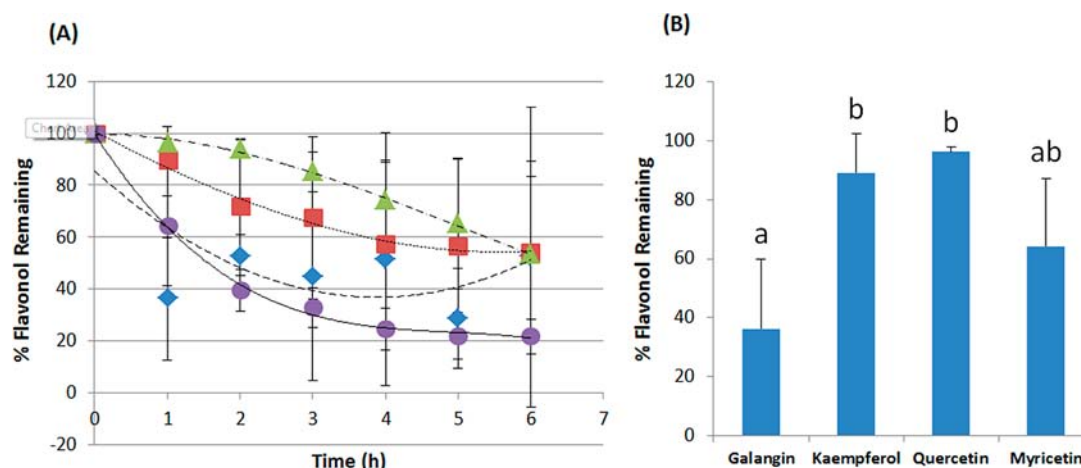 (A)
% Flavonol Remaining
120
100
80
60
40
20
0
-20
0 1 2 3 4 5 6 7
Time (h)
(B)
% Flavonol Remaining
120
100
80
60
40
20
0
a
b
b
ab
Galangin Kaempferol Quercetin Myricetin